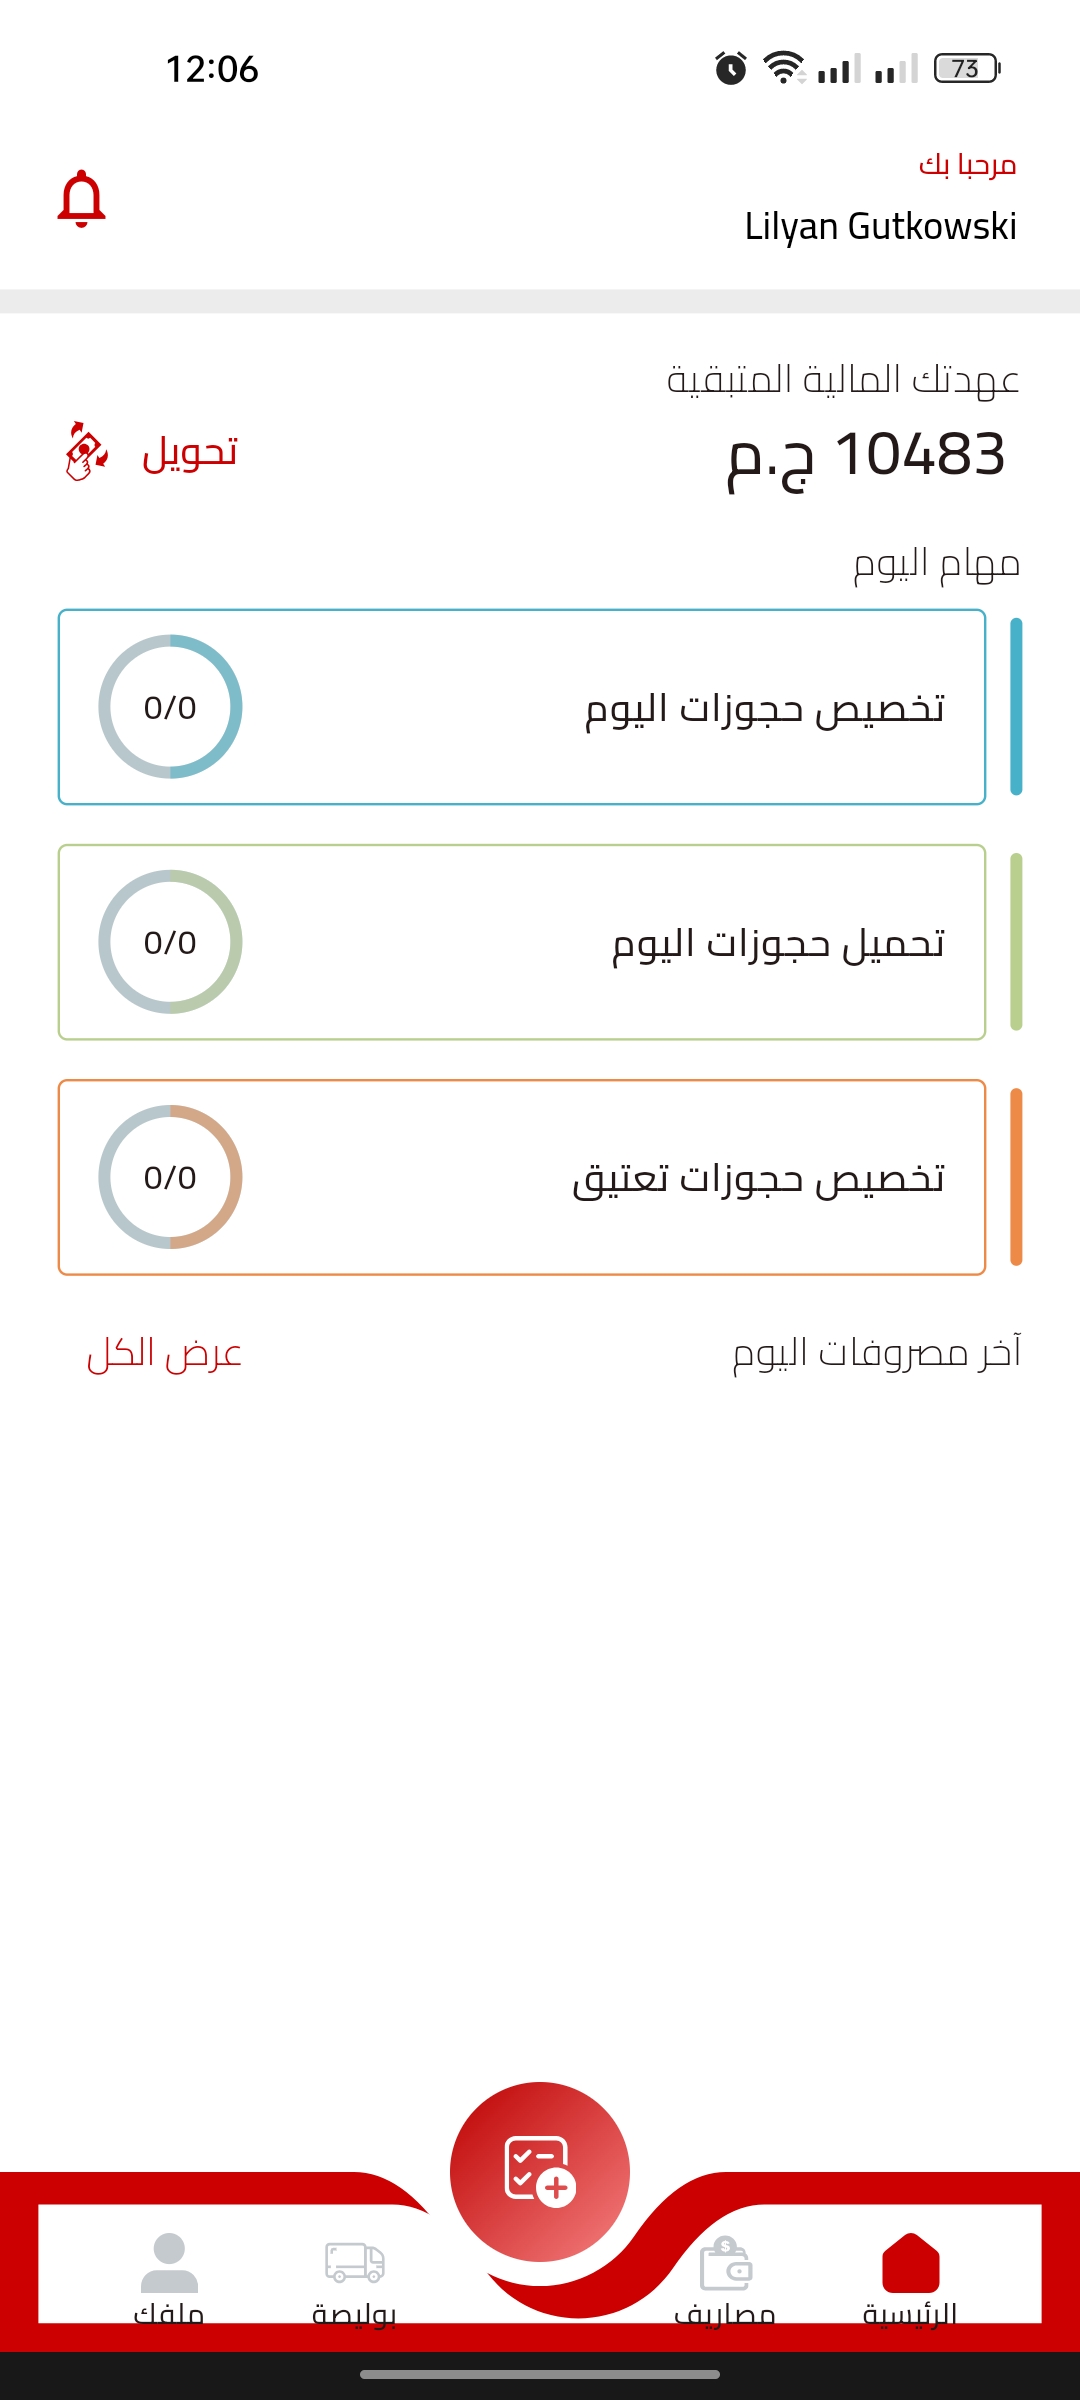 12:06
73
مرحبا بك
Lilyan Gutkowski
عهدتك المالية المتبقية
10483 ج.م
تحويل
مهام اليوم
تخصيص حجوزات اليوم
0/0
تحميل حجوزات اليوم
0/0
تخصيص حجوزات تعتيق
0/0
آخر مصروفات اليوم
عرض الكل
الرئيسية
مصاريف
بوليصة
ملفك